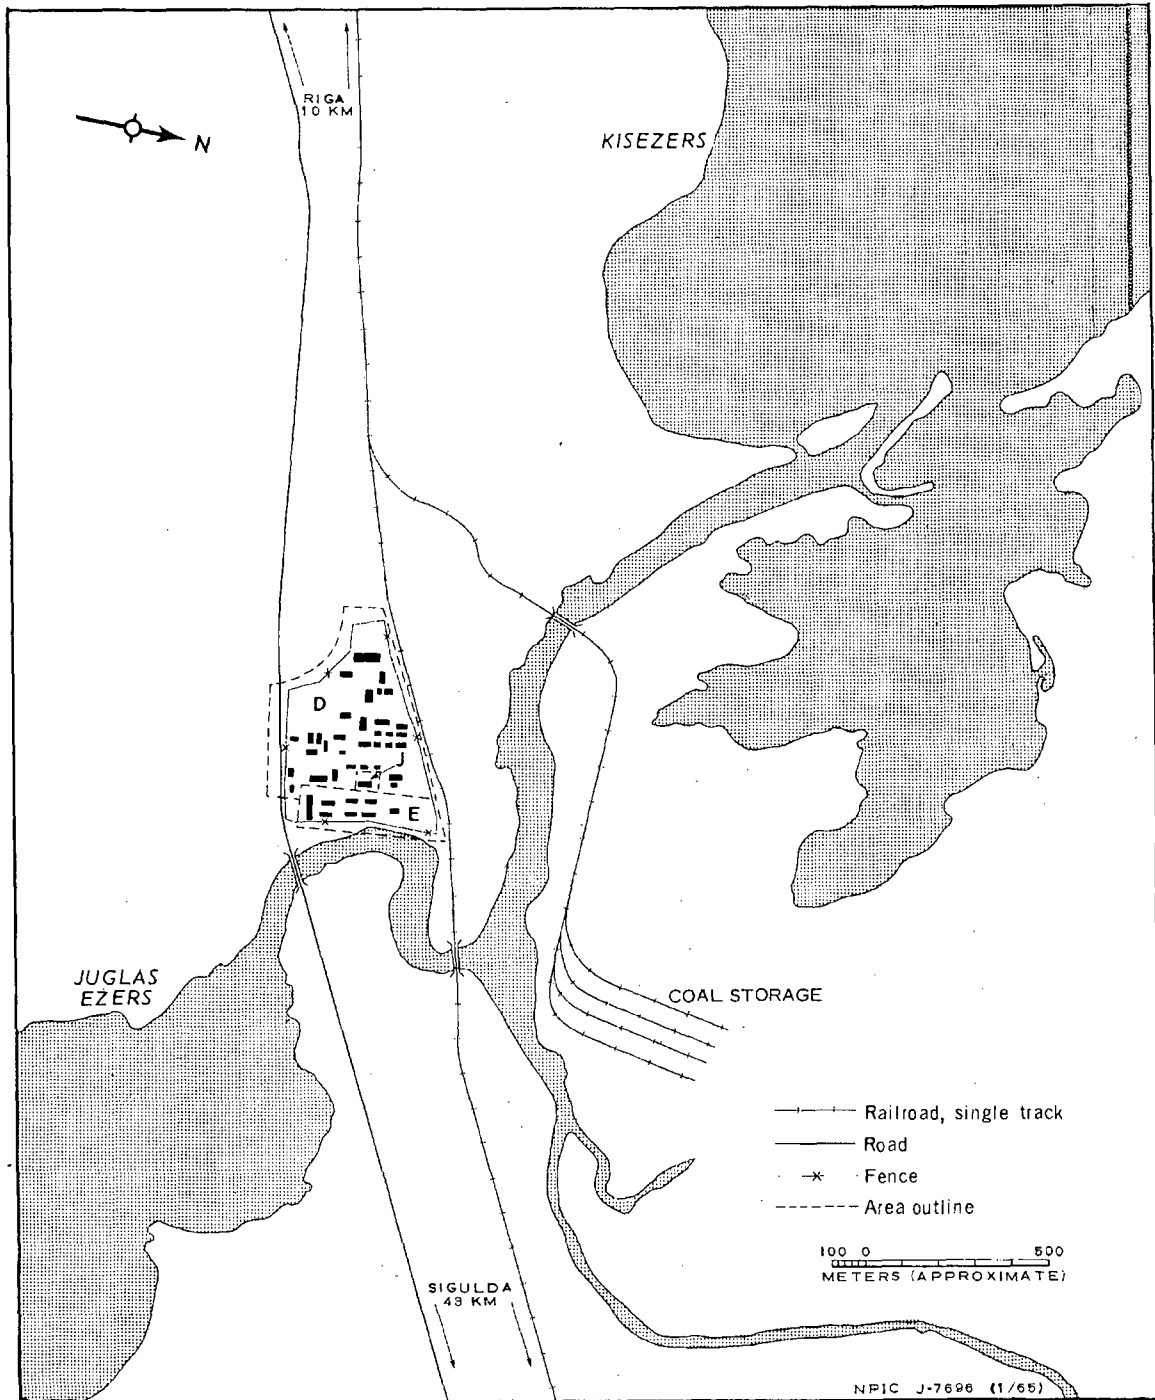 RIGA
10 KM
N
KISEZERS
D
J
E
JUGLAS
EZERS
COAL STORAGE
Railroad, single track
Road
Fence
Area outline
100 0 500
METERS (APPROXIMATE)
SIGULDA
43 KM
NPIC J-7696 (1/65)